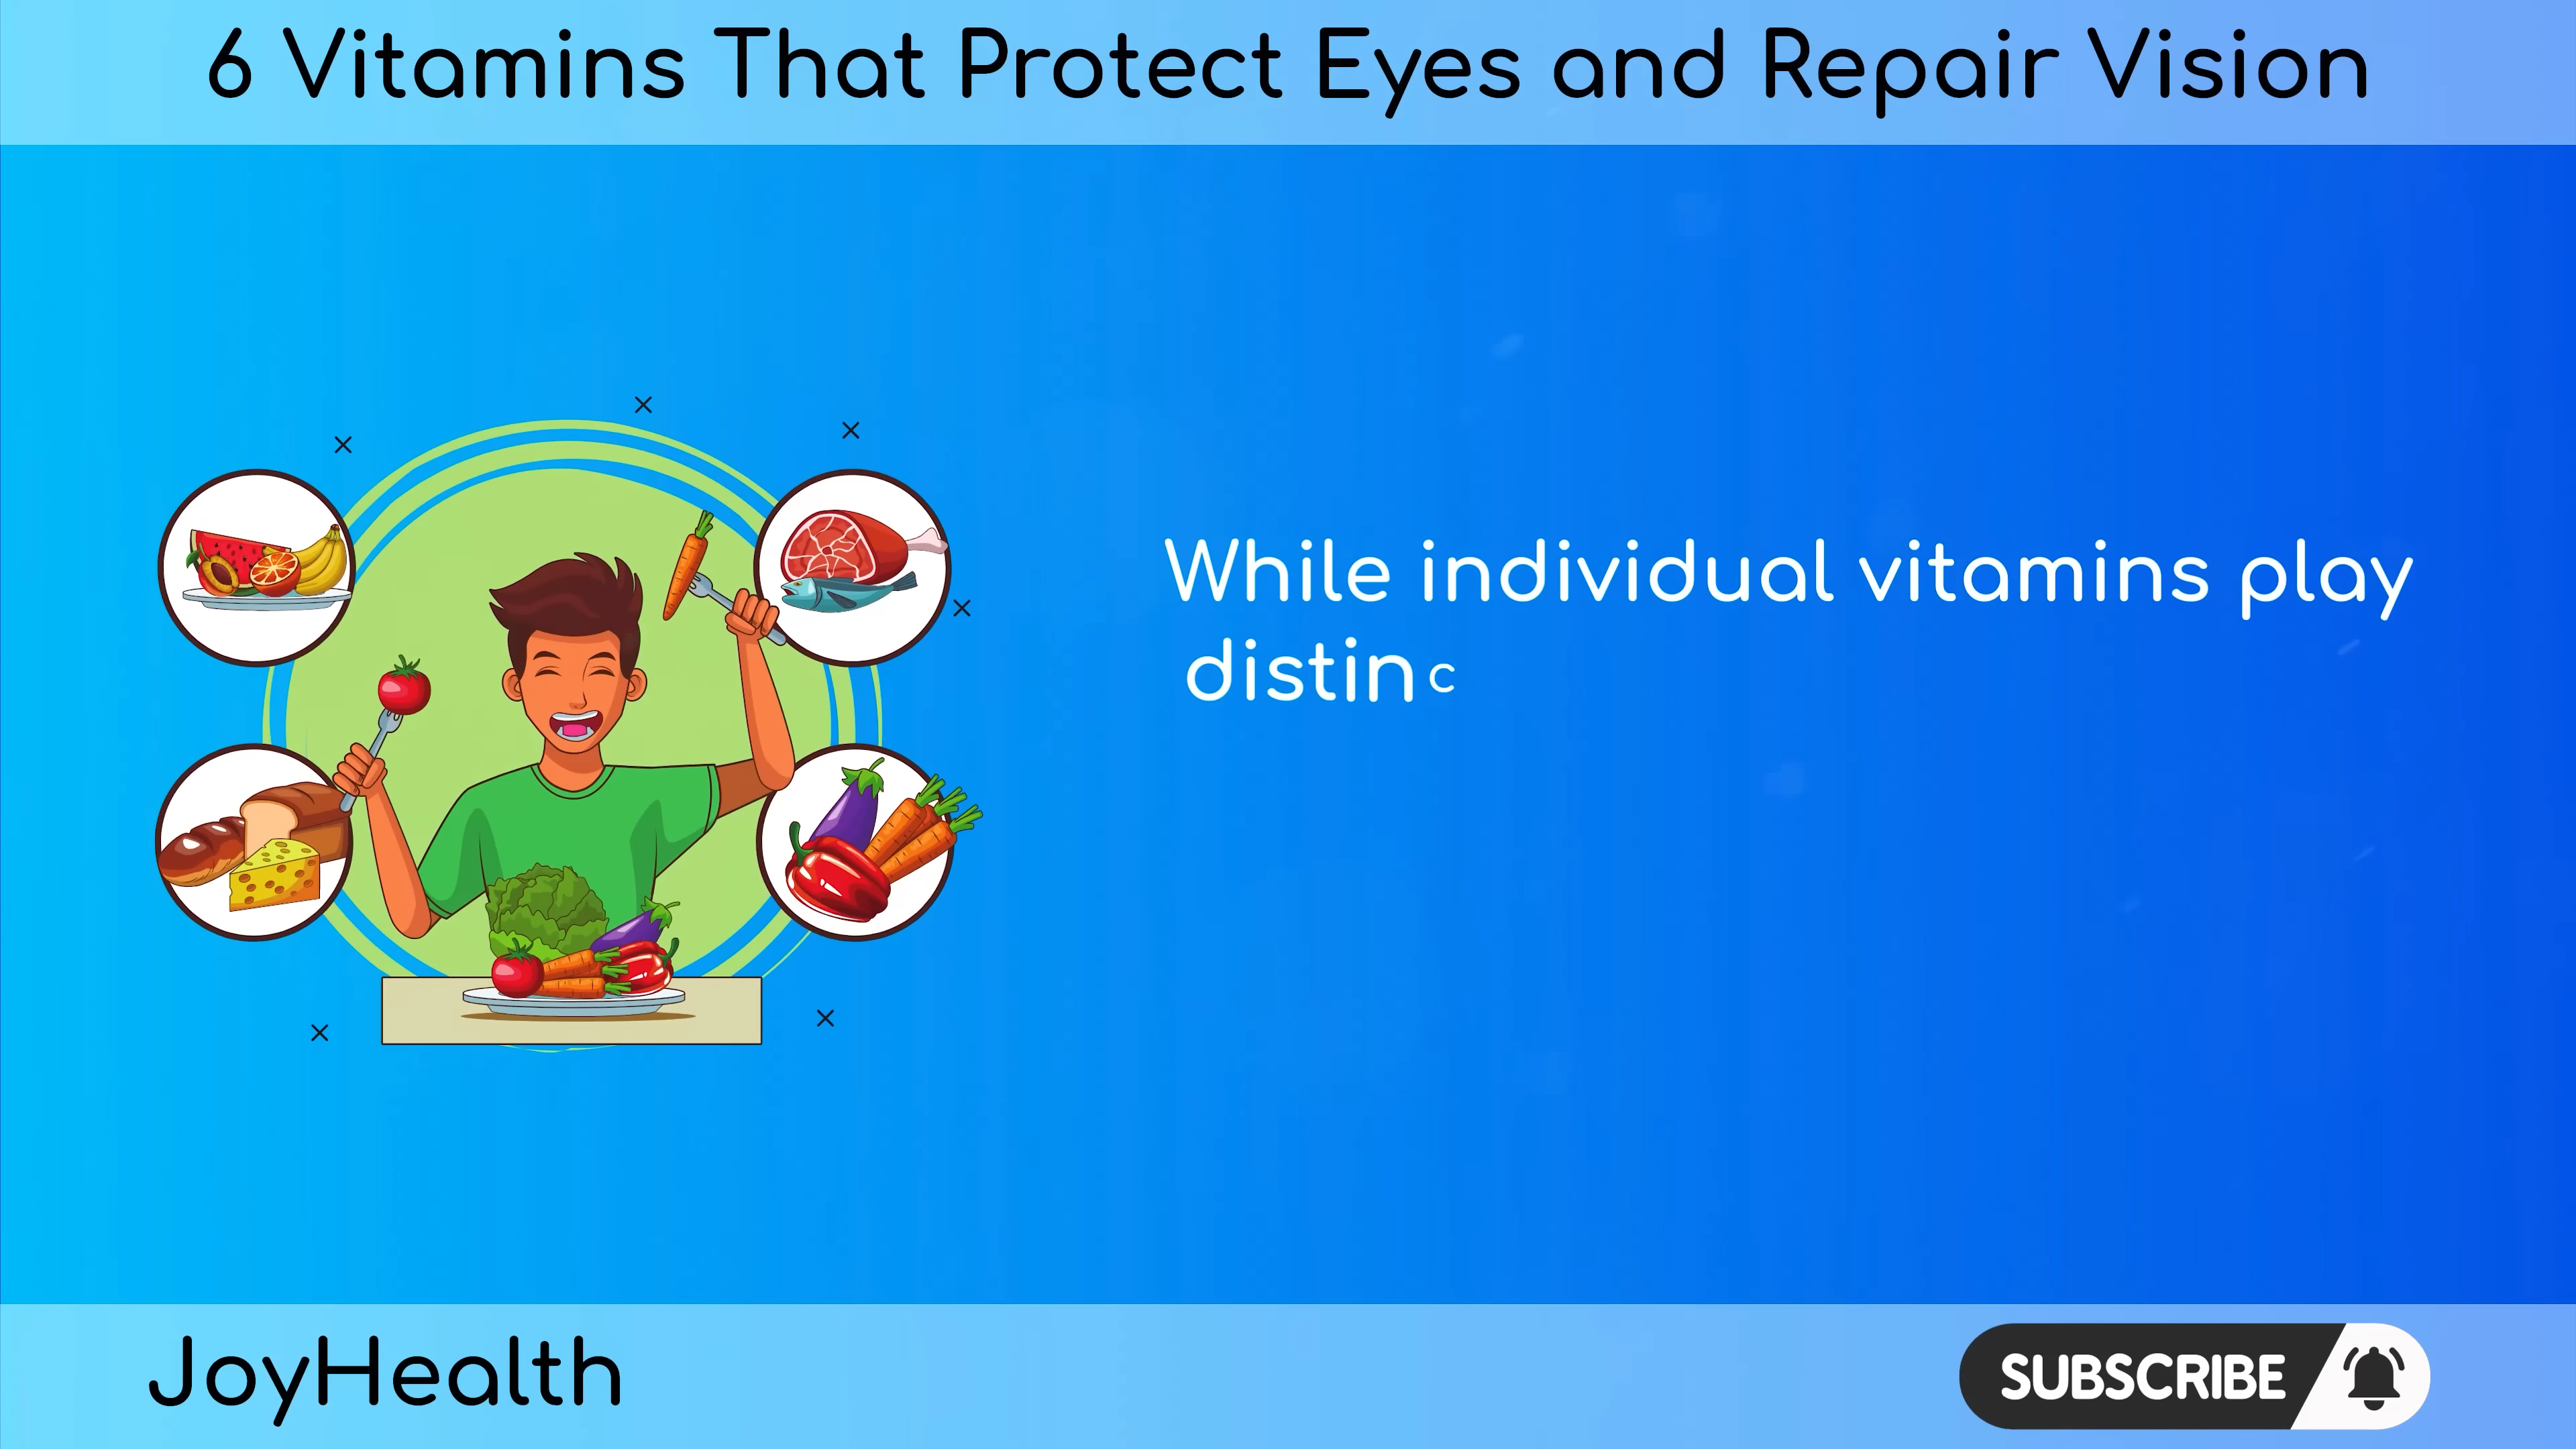 6 Vitamins That Protect Eyes and Repair Vision
While individual vitamins play
distinc
JoyHealth
SUBSCRIBE